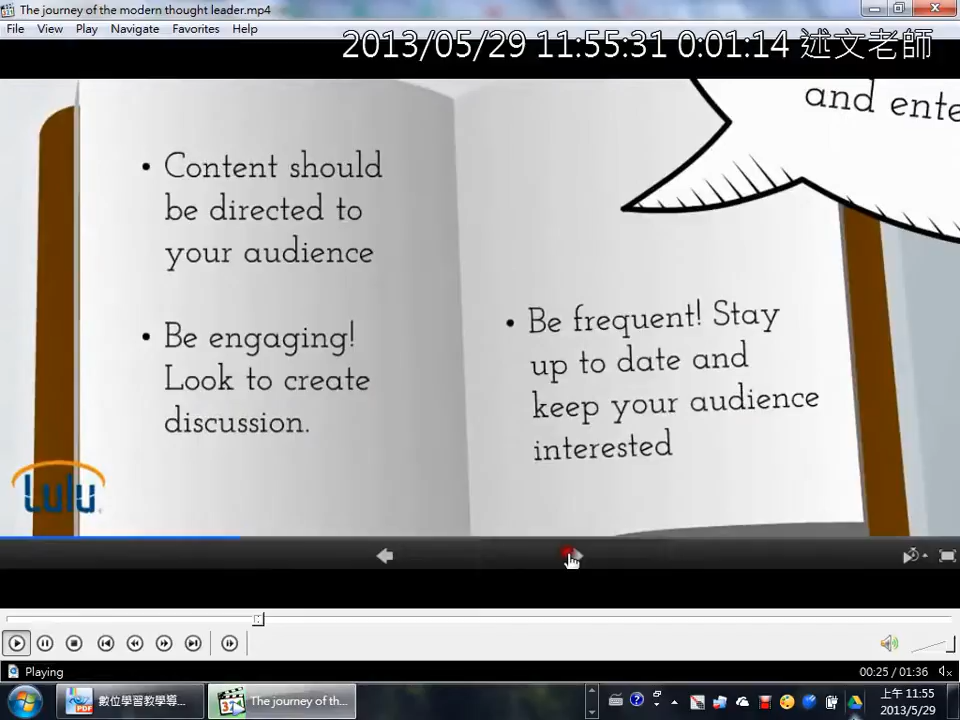 The journey of the modern thought leader.mp4
File View Play Navigate Favorites Help
2013/05/29 11:55:31 0:01:14 述文老師
and ente
• Content should
be directed to
your audience
• Be engaging!
Look to create
discussion.
• Be frequent! Stay
up to date and
keep your audience
interested
Lulu
Playing
00:25 / 01:36
數位學習教學導...
The journey of th...
上午 11:55
2013/5/29